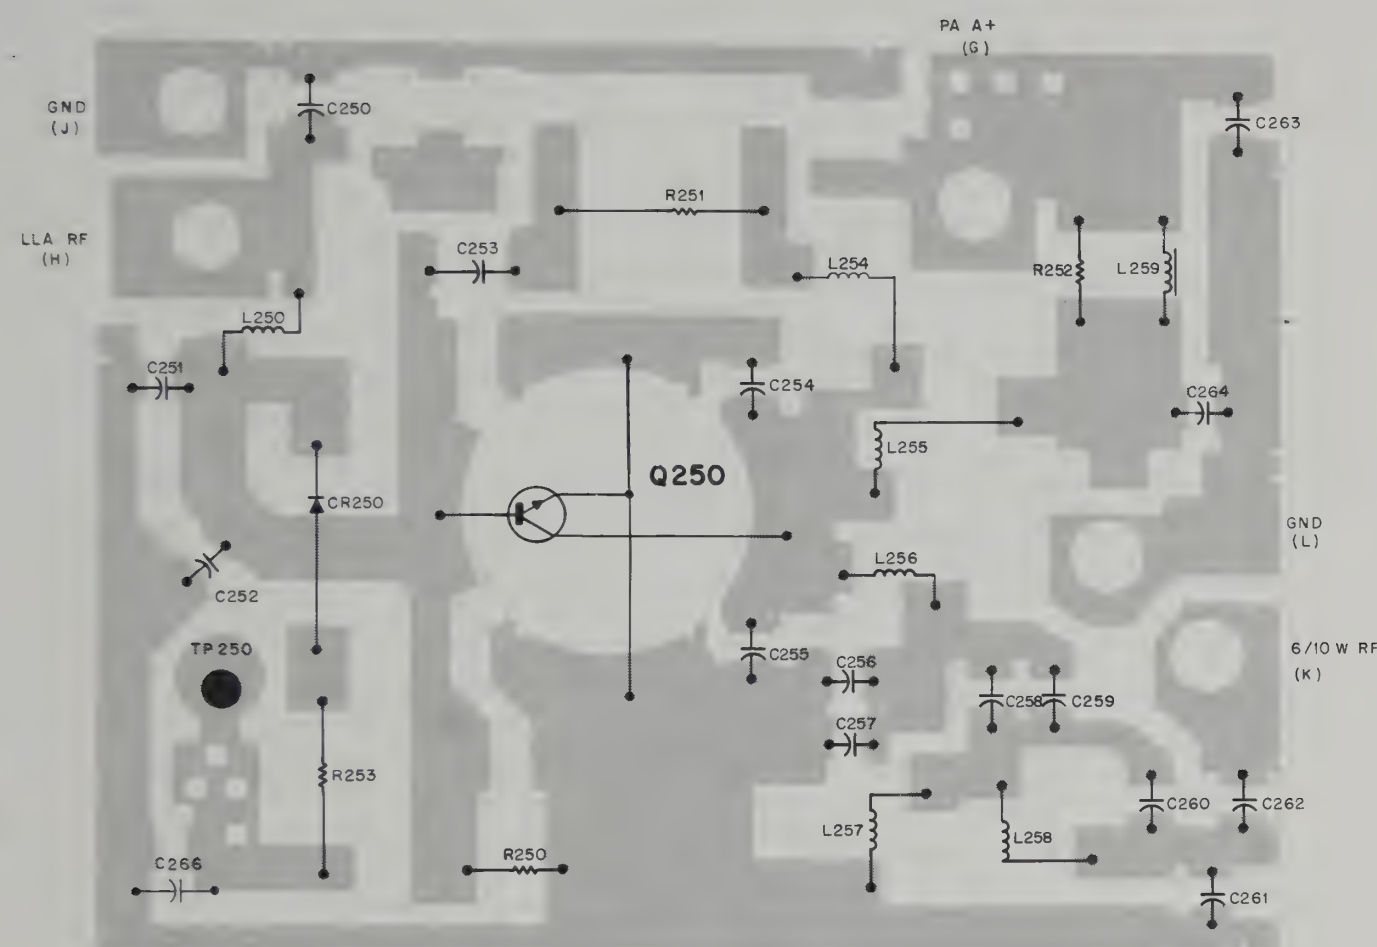 PA A+
(G)
GND
(J)
C250
C263
R251
LLA RF
(H)
C253
L254
R252
L259
L250
C251
C254
C264
L255
Q250
CR250
GND
(L)
L256
C252
TP250
C255
C256
6/10 W RF
(K)
C258
C259
C257
R253
C260
C262
L257
L258
R250
C266
C261